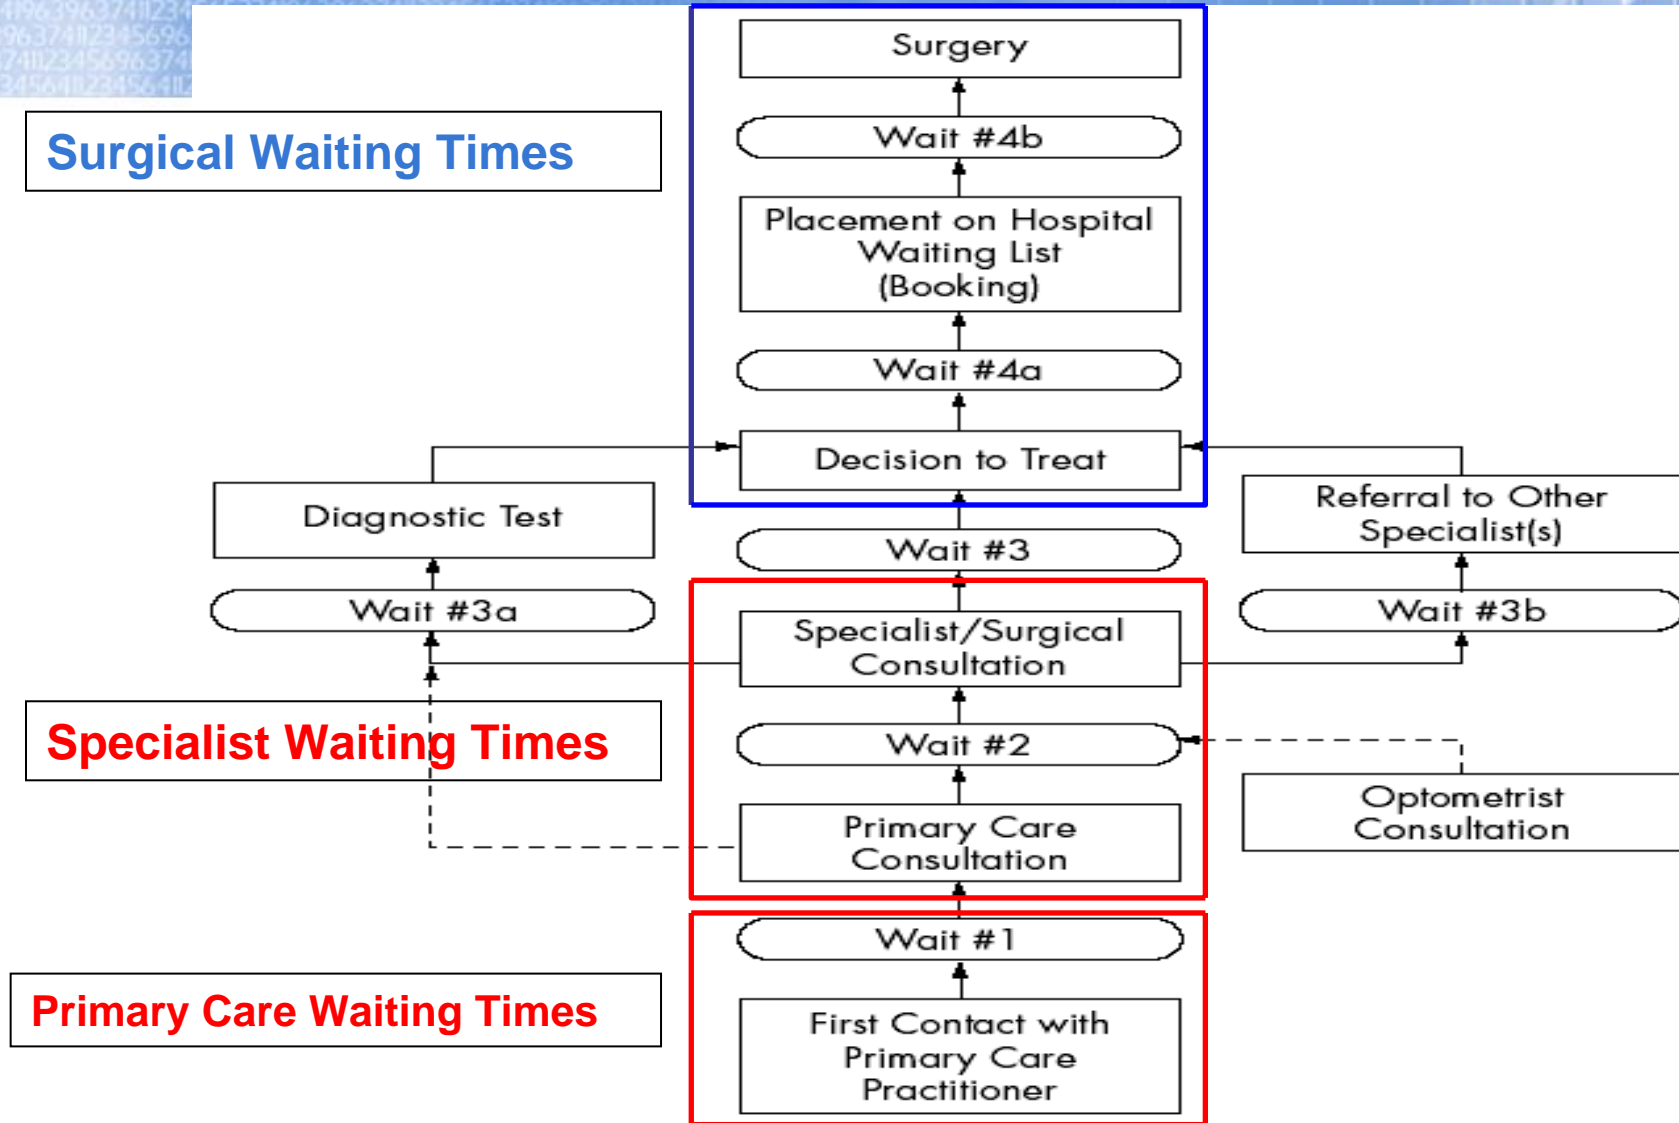 Surgery
Wait #4b
Surgical Waiting Times
Placement on Hospital
Waiting List
(Booking)
Wait #4a
Decision to Treat
Diagnostic Test
Referral to Other
Specialist(s)
Wait #3
Wait #3a
Specialist/Surgical
Consultation
Wait #3b
Specialist Waiting Times
Wait #2
Optometrist
Consultation
Primary Care
Consultation
Wait #1
Primary Care Waiting Times
First Contact with
Primary Care
Practitioner